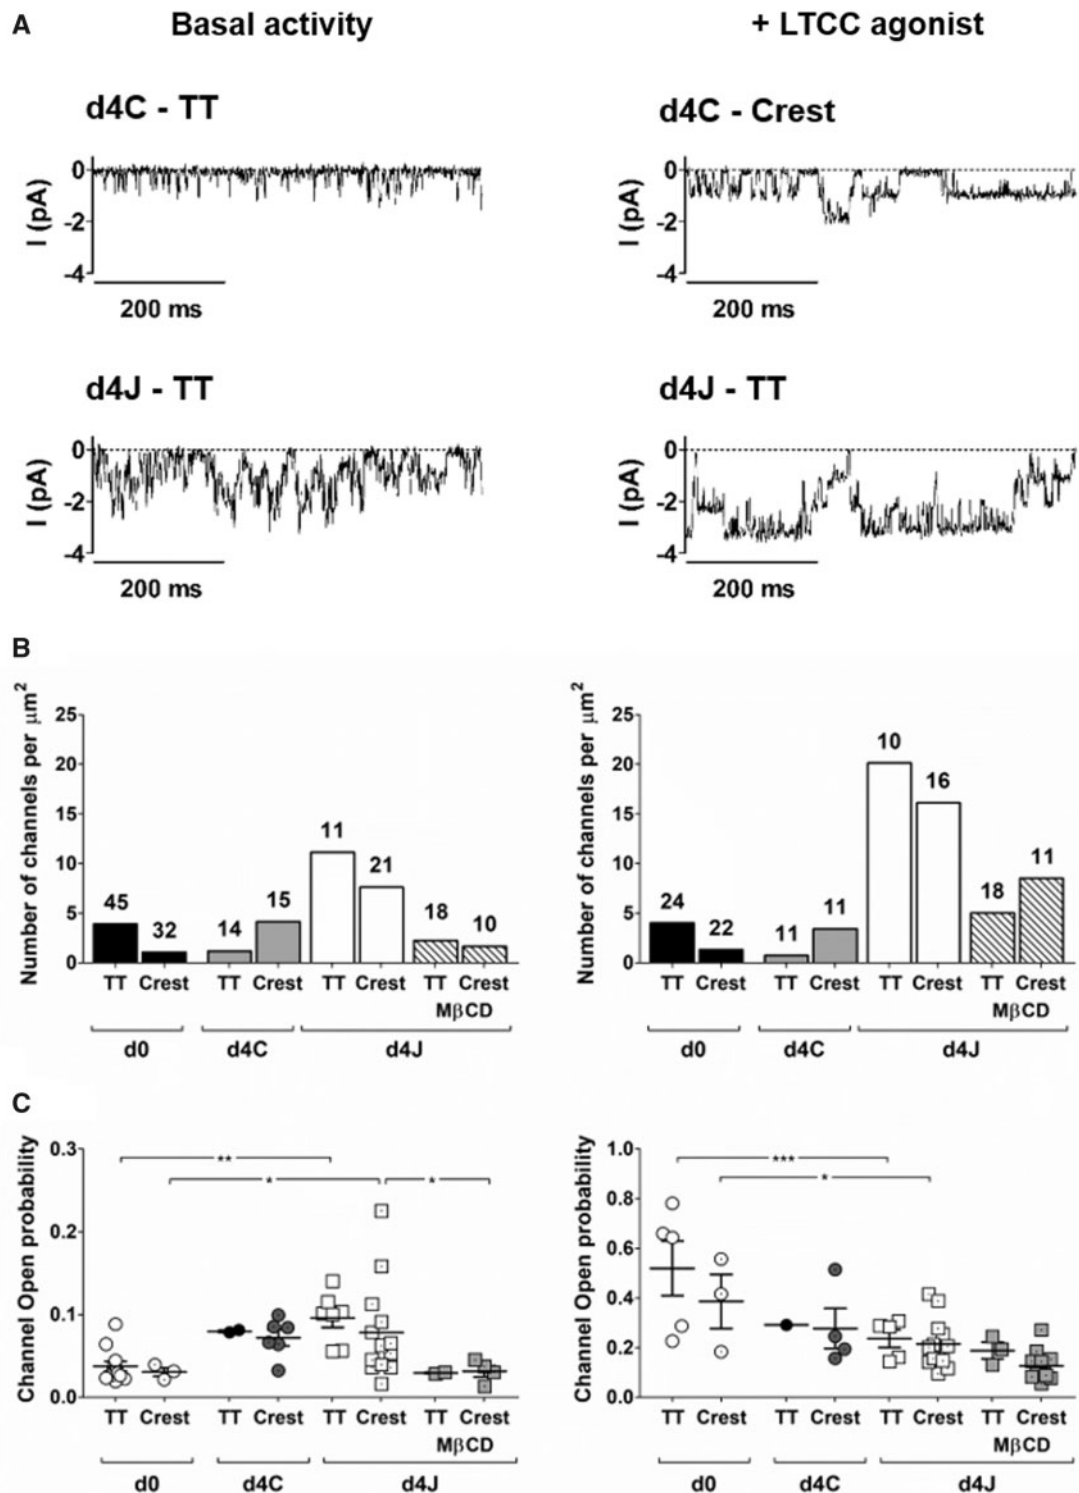 A
Basal activity
+ LTCC agonist
d4C - TT
d4C - Crest
I (pA)
0
-2
-4
200 ms
I (pA)
0
-2
-4
200 ms
d4J - TT
d4J - TT
I (pA)
0
-2
-4
200 ms
I (pA)
0
-2
-4
200 ms
B
Number of channels per μm²
25
20
15
10
5
0
45
32
14
15
11
21
18
10
TT Crest TT Crest TT Crest TT Crest
MβCD
d0 d4C d4J
Number of channels per μm²
25
20
15
10
5
0
24
22
11
11
10
16
18
11
TT Crest TT Crest TT Crest TT Crest
MβCD
d0 d4C d4J
C
Channel Open probability
0.3
0.2
0.1
0.0
**
*
*
TT Crest TT Crest TT Crest TT Crest
MβCD
d0 d4C d4J
Channel Open probability
1.0
0.8
0.6
0.4
0.2
0.0
***
*
TT Crest TT Crest TT Crest TT Crest
MβCD
d0 d4C d4J